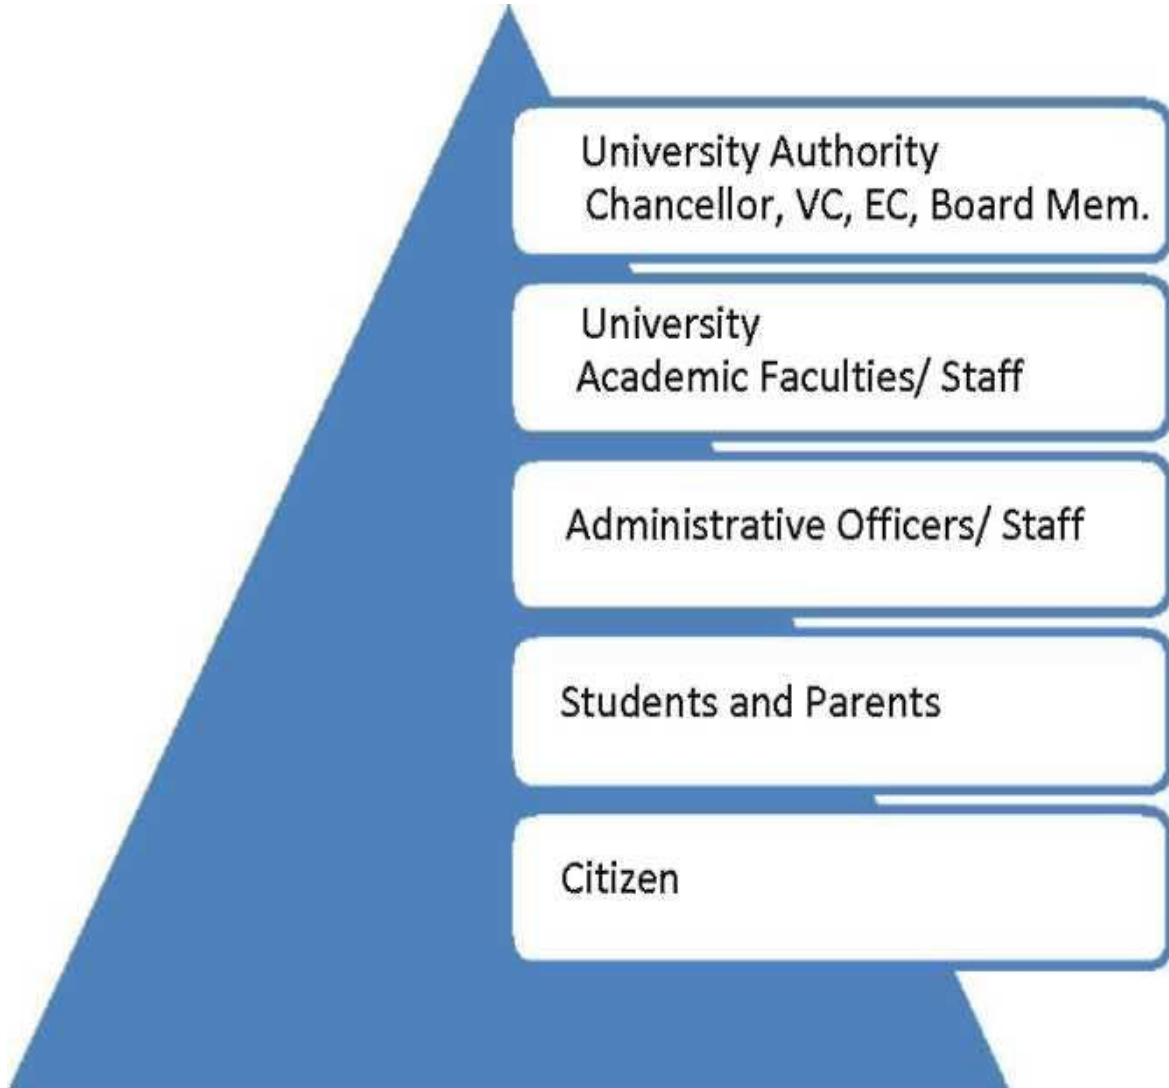 University Authority
Chancellor, VC, EC, Board Mem.
University
Academic Faculties/ Staff
Administrative Officers/ Staff
Students and Parents
Citizen